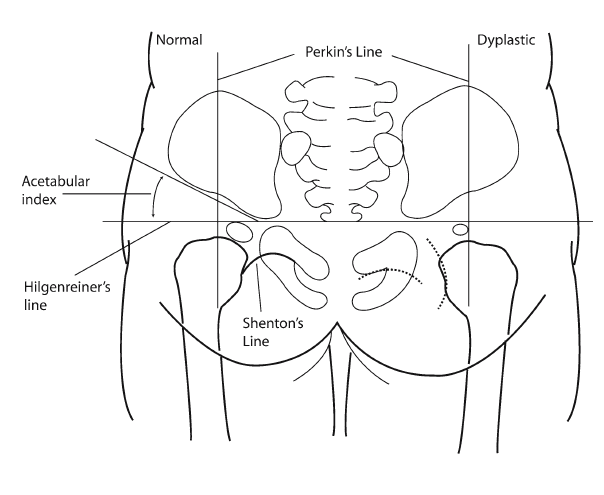 Normal
Perkin's Line
Dyplastic
Acetabular
index
Hilgenreiner's
line
Shenton's
Line